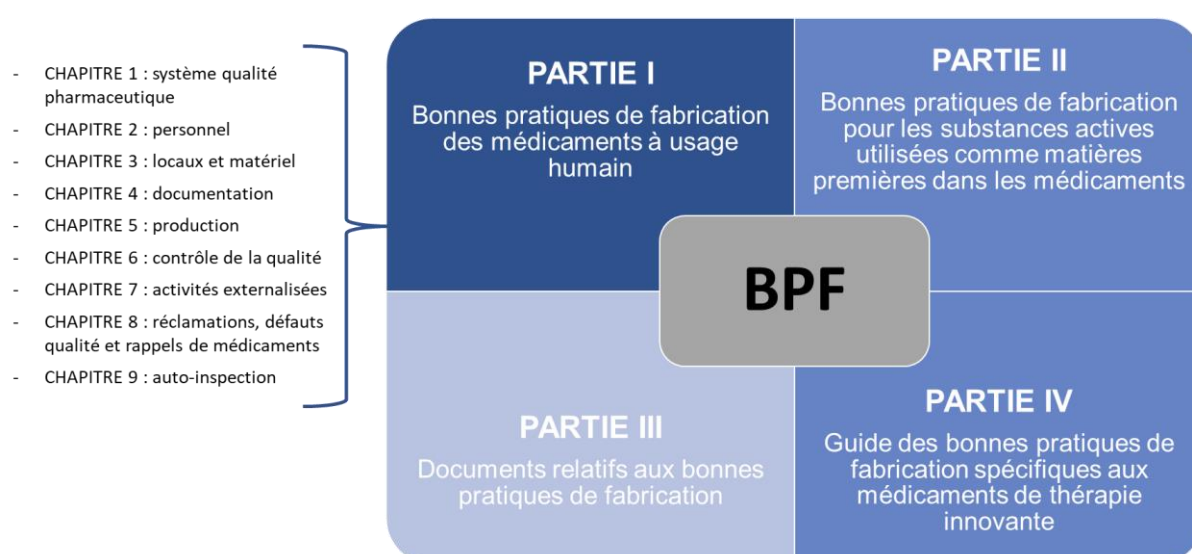 - CHAPITRE 1 : système qualité
pharmaceutique
- CHAPITRE 2 : personnel
- CHAPITRE 3 : locaux et matériel
- CHAPITRE 4 : documentation
- CHAPITRE 5 : production
- CHAPITRE 6 : contrôle de la qualité
- CHAPITRE 7 : activités externalisées
- CHAPITRE 8 : réclamations, défauts
qualité et rappels de médicaments
- CHAPITRE 9 : auto-inspection
PARTIE I
Bonnes pratiques de fabrication
des médicaments à usage
humain
PARTIE II
Bonnes pratiques de fabrication
pour les substances actives
utilisées comme matières
premières dans les médicaments
BPF
PARTIE III
Documents relatifs aux bonnes
pratiques de fabrication
PARTIE IV
Guide des bonnes pratiques de
fabrication spécifiques aux
médicaments de thérapie
innovante